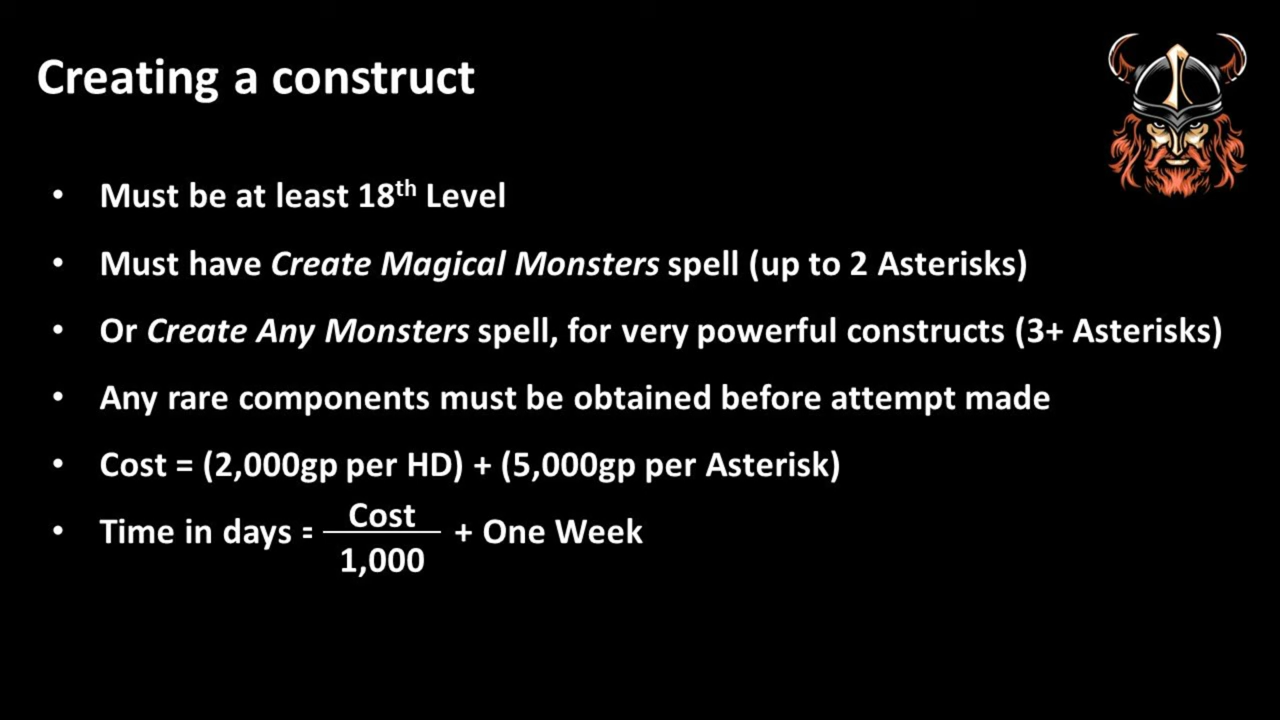 Creating a construct
• Must be at least 18th Level
• Must have Create Magical Monsters spell (up to 2 Asterisks)
• Or Create Any Monsters spell, for very powerful constructs (3+ Asterisks)
• Any rare components must be obtained before attempt made
• Cost = (2,000gp per HD) + (5,000gp per Asterisk)
• Time in days = Cost / 1,000 + One Week